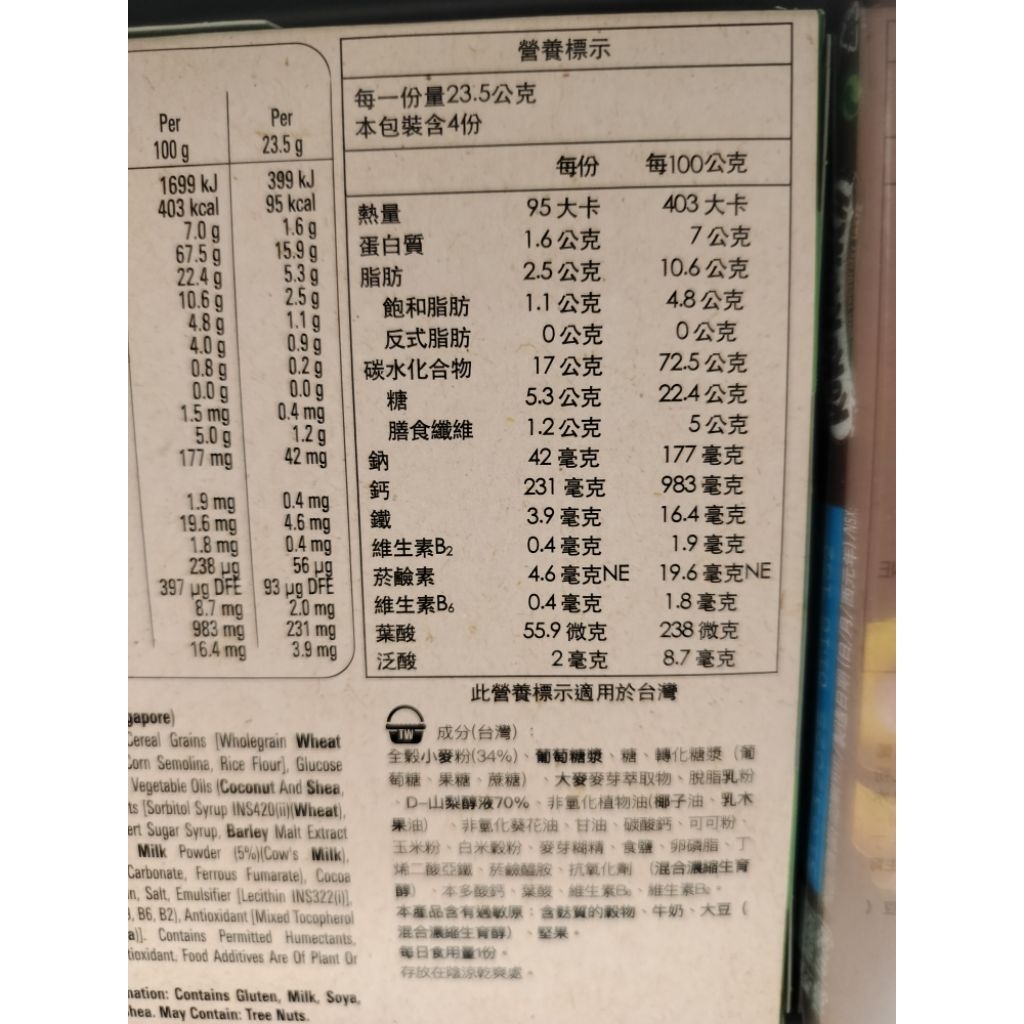 Per Per
100 g 23.5 g
1699 kJ 399 kJ
403 kcal 95 kcal
7.0 g 1.6 g
67.5 g 15.9 g
22.4 g 5.3 g
10.6 g 2.5 g
4.8 g 1.1 g
4.0 g 0.9 g
0.8 g 0.2 g
0.0 g 0.0 g
1.5 mg 0.4 mg
5.0 g 1.2 g
177 mg 42 mg
1.9 mg 0.4 mg
19.6 mg 4.6 mg
1.8 mg 0.4 mg
238 µg 56 µg
397 µg DFE 93 µg DFE
8.7 mg 2.0 mg
983 mg 231 mg
16.4 mg 3.9 mg
營養標示
每一份量23.5公克
本包裝含4份
每份 每100公克
熱量 95 大卡 403 大卡
蛋白質 1.6 公克 7 公克
脂肪 2.5 公克 10.6 公克
飽和脂肪 1.1 公克 4.8 公克
反式脂肪 0 公克 0 公克
碳水化合物 17 公克 72.5 公克
糖 5.3 公克 22.4 公克
膳食纖維 1.2 公克 5 公克
鈉 42 毫克 177 毫克
鈣 231 毫克 983 毫克
鐵 3.9 毫克 16.4 毫克
維生素B₂ 0.4 毫克 1.9 毫克
菸鹼素 4.6 毫克NE 19.6 毫克NE
維生素B₆ 0.4 毫克 1.8 毫克
葉酸 55.9 微克 238 微克
泛酸 2 毫克 8.7 毫克
此營養標示適用於台灣
gapore)
Cereal Grains [Wholegrain Wheat
Corn Semolina, Rice Flour], Glucose
Vegetable Oils (Coconut And Shea,
ts [Sorbitol Syrup INS420(ii)(Wheat),
ert Sugar Syrup, Barley Malt Extract
Milk Powder (5%)(Cow's Milk),
Carbonate, Ferrous Fumarate), Cocoa
n, Salt, Emulsifier [Lecithin INS322(i)],
, B6, B2), Antioxidant [Mixed Tocopherol
a)]. Contains Permitted Humectants,
tioxidant, Food Additives Are Of Plant Or
mation: Contains Gluten, Milk, Soya,
hea. May Contain: Tree Nuts.
TW
成分(台灣)：
全穀小麥粉(34%)、葡萄糖漿、糖、轉化糖漿（葡
萄糖、果糖、蔗糖）、大麥麥芽萃取物、脫脂乳粉
、D-山梨醇液70%、非氫化植物油(椰子油、乳木
果油)、非氫化葵花油、甘油、碳酸鈣、可可粉、
玉米粉、白米穀粉、麥芽糊精、食鹽、卵磷脂、丁
烯二酸亞鐵、菸鹼醯胺、抗氧化劑（混合濃縮生育
醇）、本多酸鈣、葉酸、維生素B₆、維生素B₂。
本產品含有過敏原：含麩質的穀物、牛奶、大豆（
混合濃縮生育醇）、堅果。
每日食用量1份。
存放在陰涼乾爽處。